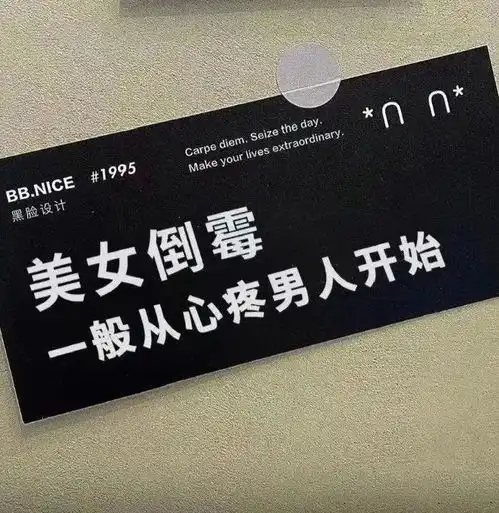 BB.NICE #1995
黑脸设计
Carpe diem. Seize the day.
Make your lives extraordinary.
*∩ ∩*
美女倒霉
一般从心疼男人开始